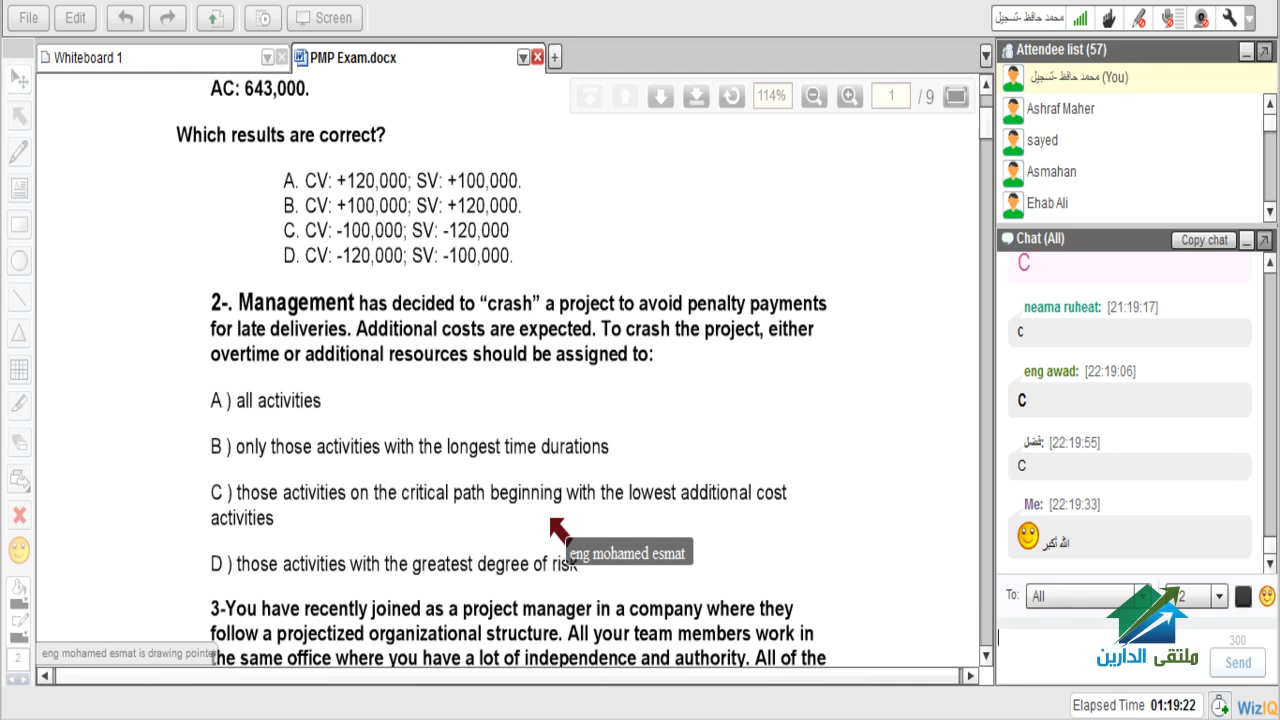 File Edit Screen
محمد حافظ -تسجيل
Whiteboard 1 PMP Exam.docx +
114% 1 / 9
AC: 643,000.
Which results are correct?
A. CV: +120,000; SV: +100,000.
B. CV: +100,000; SV: +120,000.
C. CV: -100,000; SV: -120,000
D. CV: -120,000; SV: -100,000.
2-. Management has decided to “crash” a project to avoid penalty payments
for late deliveries. Additional costs are expected. To crash the project, either
overtime or additional resources should be assigned to:
A ) all activities
B ) only those activities with the longest time durations
C ) those activities on the critical path beginning with the lowest additional cost
activities
eng mohamed esmat
D ) those activities with the greatest degree of risk
3-You have recently joined as a project manager in a company where they
follow a projectized organizational structure. All your team members work in
the same office where you have a lot of independence and authority. All of the
eng mohamed esmat is drawing pointer
2
Attendee list (57)
محمد حافظ -تسجيل (You)
Ashraf Maher
sayed
Asmahan
Ehab Ali
Chat (All) Copy chat
C
neama ruheat: [21:19:17]
c
eng awad: [22:19:06]
C
فضل: [22:19:55]
C
Me: [22:19:33]
الله أكبر
To: All 2
ملتقى الدارين
300
Send
Elapsed Time 01:19:22 WizIQ